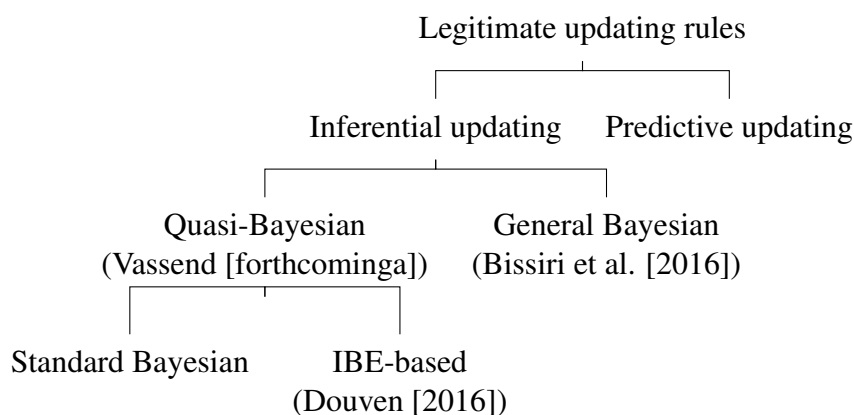 Legitimate updating rules
Inferential updating
Predictive updating
Quasi-Bayesian
(Vassend [forthcominga])
General Bayesian
(Bissiri et al. [2016])
Standard Bayesian
IBE-based
(Douven [2016])